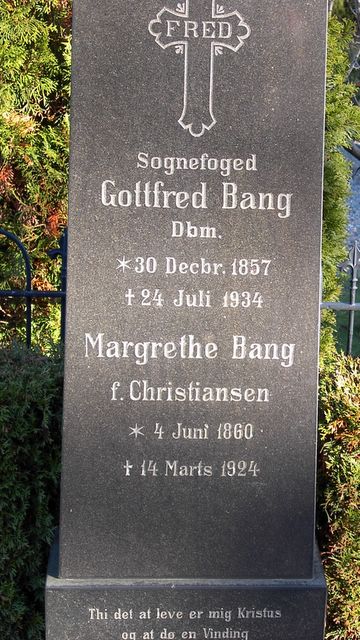 FRED
Sognefoged
Gottfred Bang
Dbm.
*30 Decbr. 1857
† 24 Juli 1934
Margrethe Bang
f. Christiansen
* 4 Juni 1860
† 14 Marts 1924
Thi det at leve er mig Kristus
og at dø en Vinding